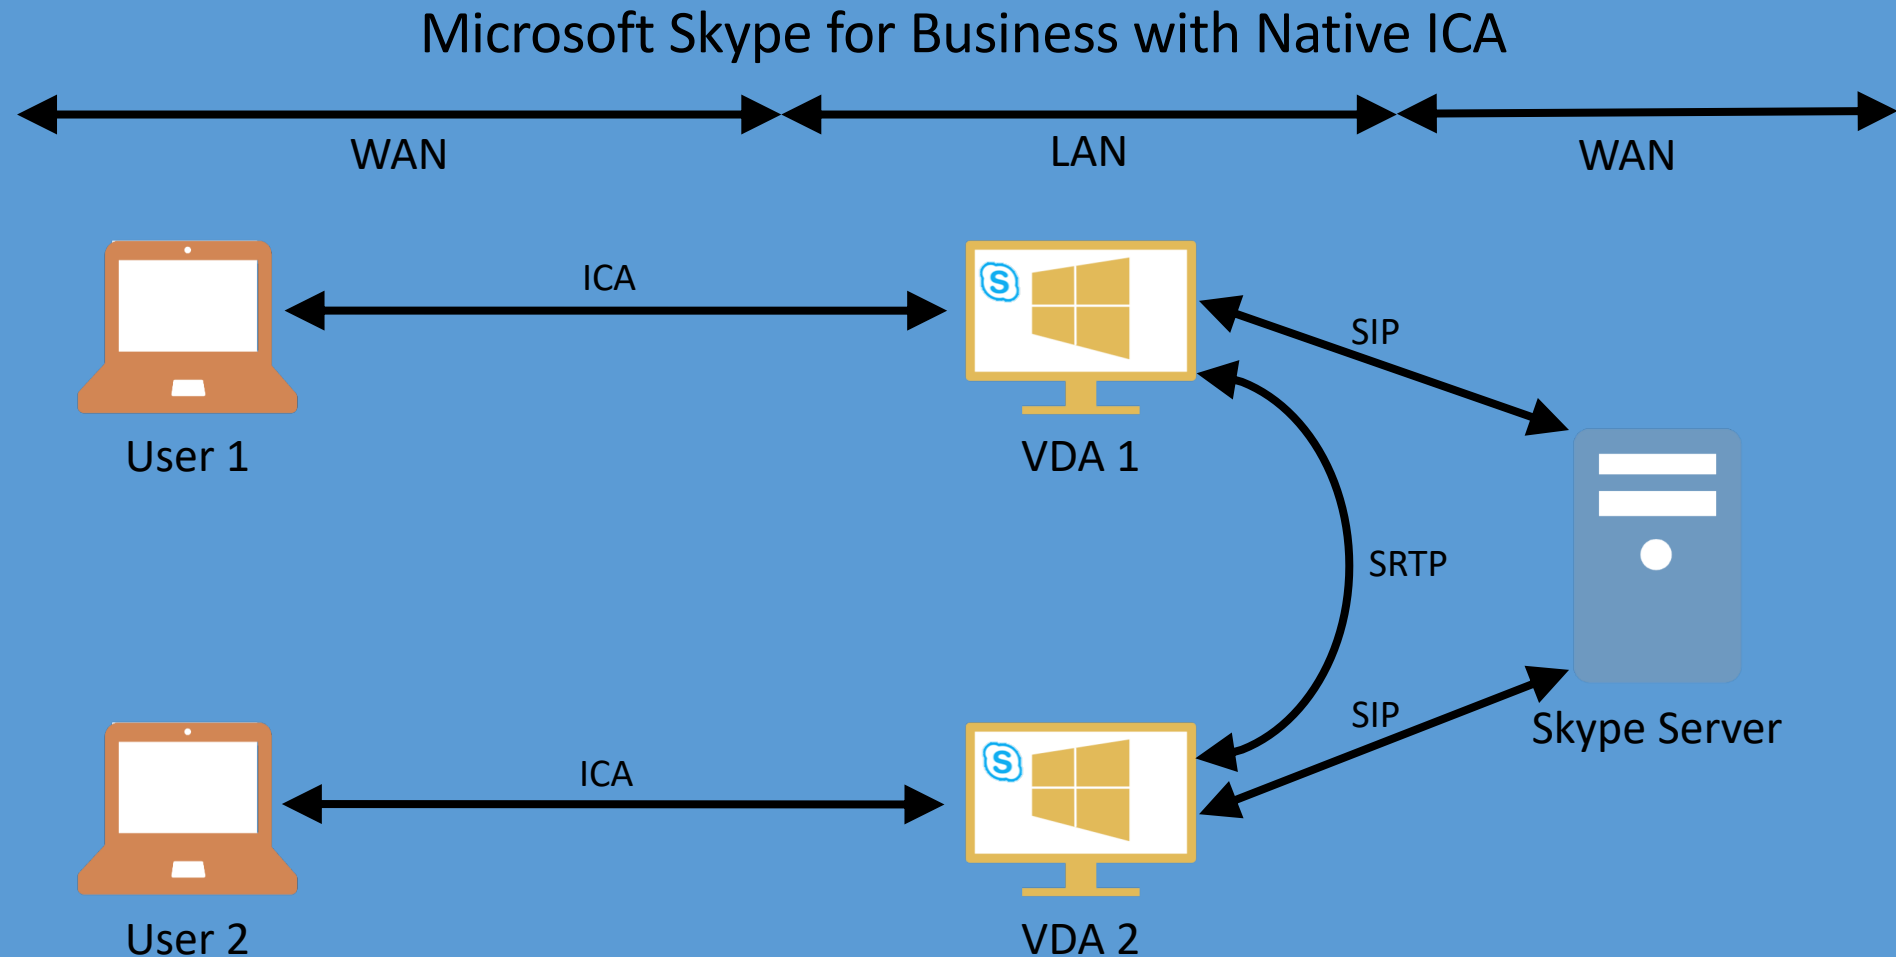 Microsoft Skype for Business with Native ICA
WAN
LAN
WAN
ICA
S
SIP
User 1
VDA 1
SRTP
Skype Server
SIP
ICA
S
User 2
VDA 2